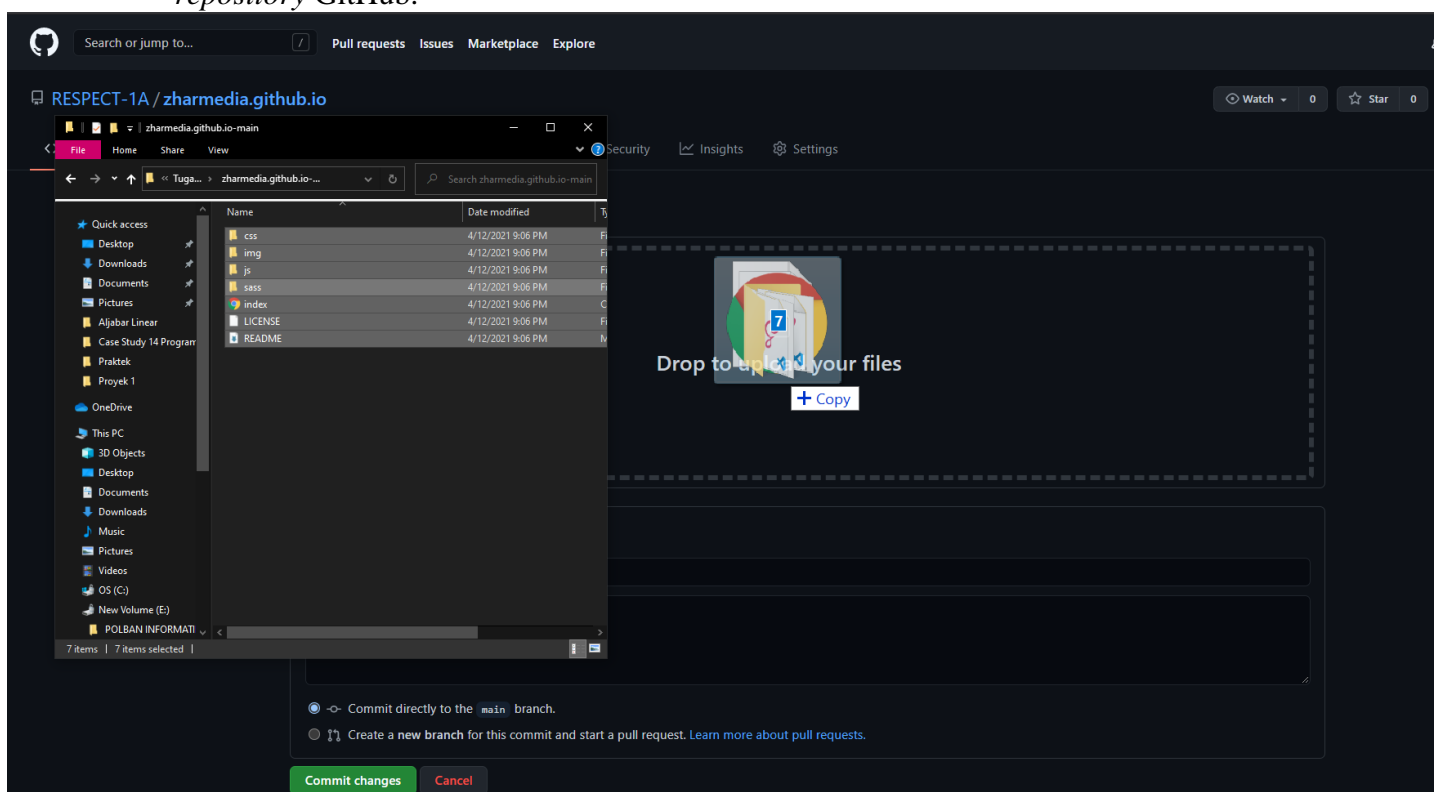 repository GitHub.
Search or jump to...
/
Pull requests Issues Marketplace Explore
RESPECT-1A / zharmedia.github.io
Watch 0
Star 0
zharmedia.github.io-main
File Home Share View
Security Insights Settings
« Tuga... › zharmedia.github.io-...
Search zharmedia.github.io-main
Name Date modified
Quick access
Desktop
Downloads
Documents
Pictures
Aljabar Linear
Case Study 14 Program
Praktek
Proyek 1
OneDrive
This PC
3D Objects
Desktop
Documents
Downloads
Music
Pictures
Videos
OS (C:)
New Volume (E:)
POLBAN INFORMATI
css 4/12/2021 9:06 PM
img 4/12/2021 9:06 PM
js 4/12/2021 9:06 PM
sass 4/12/2021 9:06 PM
index 4/12/2021 9:06 PM
LICENSE 4/12/2021 9:06 PM
README 4/12/2021 9:06 PM
7 items | 7 items selected |
7
Drop to upload your files
+ Copy
Commit directly to the main branch.
Create a new branch for this commit and start a pull request. Learn more about pull requests.
Commit changes Cancel